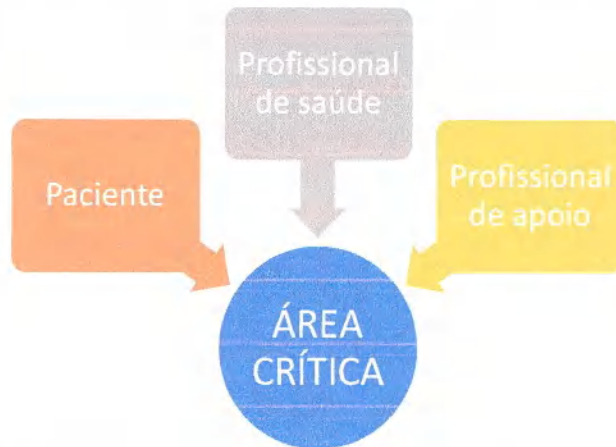 Profissional
de saúde
Paciente
Profissional
de apoio
ÁREA
CRÍTICA